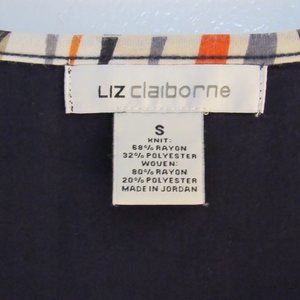 LIZ claiborne
S
KNIT:
68% RAYON
32% POLYESTER
WOVEN:
80% RAYON
20% POLYESTER
MADE IN JORDAN